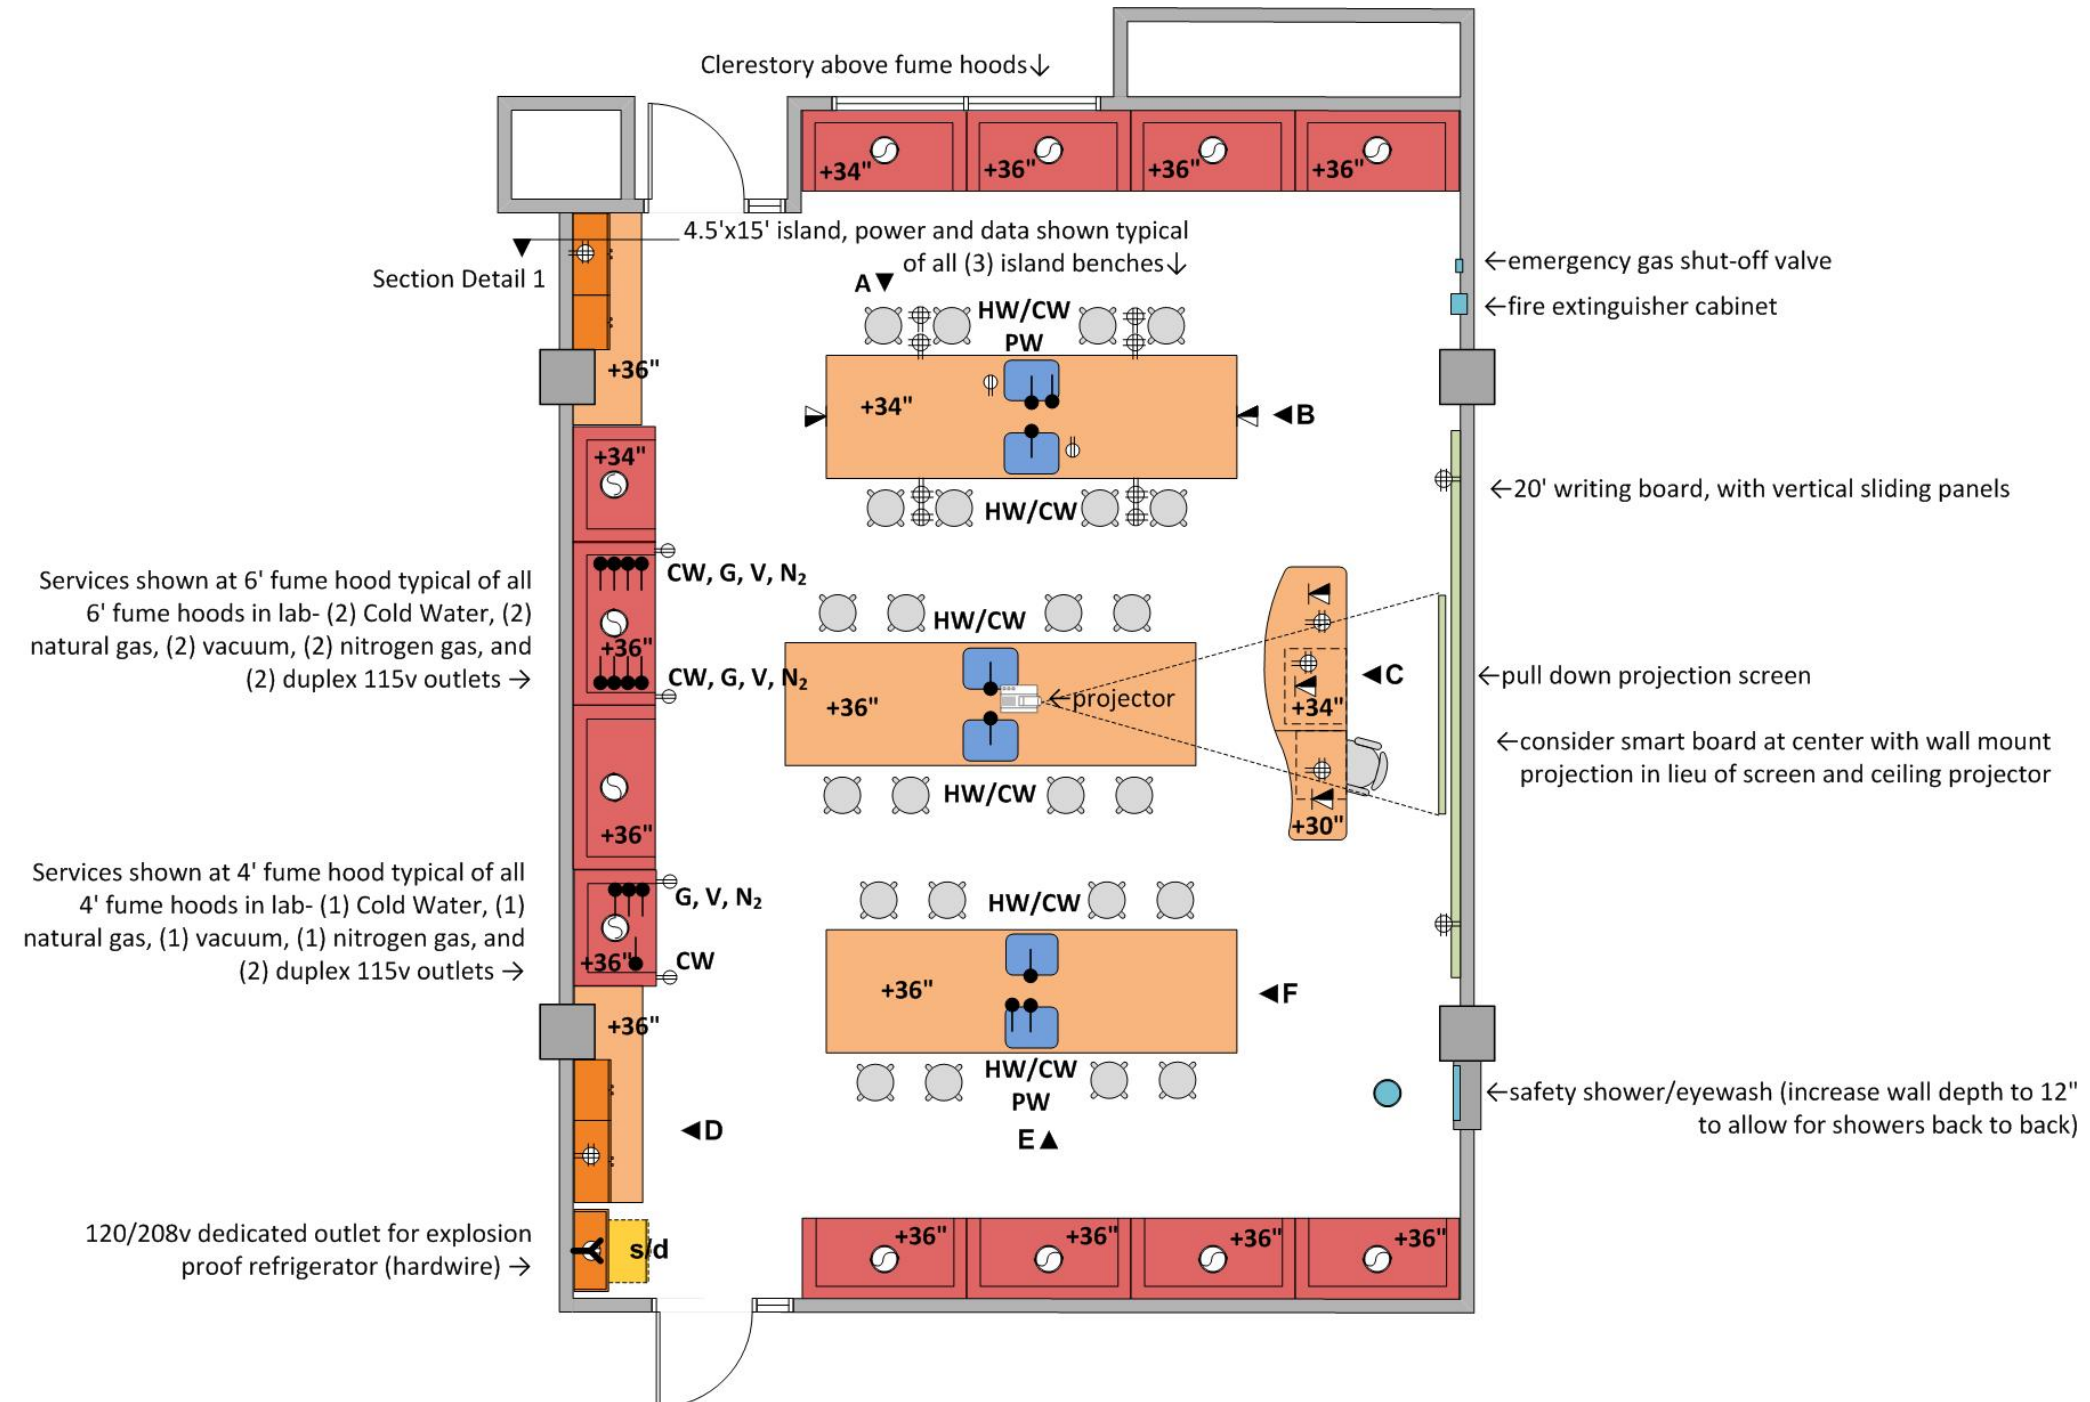 Clerestory above fume hoods↓
+34"
+36"
+36"
+36"
4.5'x15' island, power and data shown typical
of all (3) island benches↓
Section Detail 1
←emergency gas shut-off valve
←fire extinguisher cabinet
A▼
HW/CW
PW
+36"
+34"
◄B
HW/CW
+34"
←20' writing board, with vertical sliding panels
Services shown at 6' fume hood typical of all
6' fume hoods in lab- (2) Cold Water, (2)
natural gas, (2) vacuum, (2) nitrogen gas, and
(2) duplex 115v outlets →
CW, G, V, N₂
+36"
CW, G, V, N₂
HW/CW
+36"
←projector
HW/CW
◄C
+34"
+30"
←pull down projection screen
←consider smart board at center with wall mount
projection in lieu of screen and ceiling projector
+36"
Services shown at 4' fume hood typical of all
4' fume hoods in lab- (1) Cold Water, (1)
natural gas, (1) vacuum, (1) nitrogen gas, and
(2) duplex 115v outlets →
G, V, N₂
+36"
CW
HW/CW
+36"
◄F
+36"
HW/CW
PW
E▲
◄D
←safety shower/eyewash (increase wall depth to 12"
to allow for showers back to back)
120/208v dedicated outlet for explosion
proof refrigerator (hardwire) →
s/d
+36"
+36"
+36"
+36"